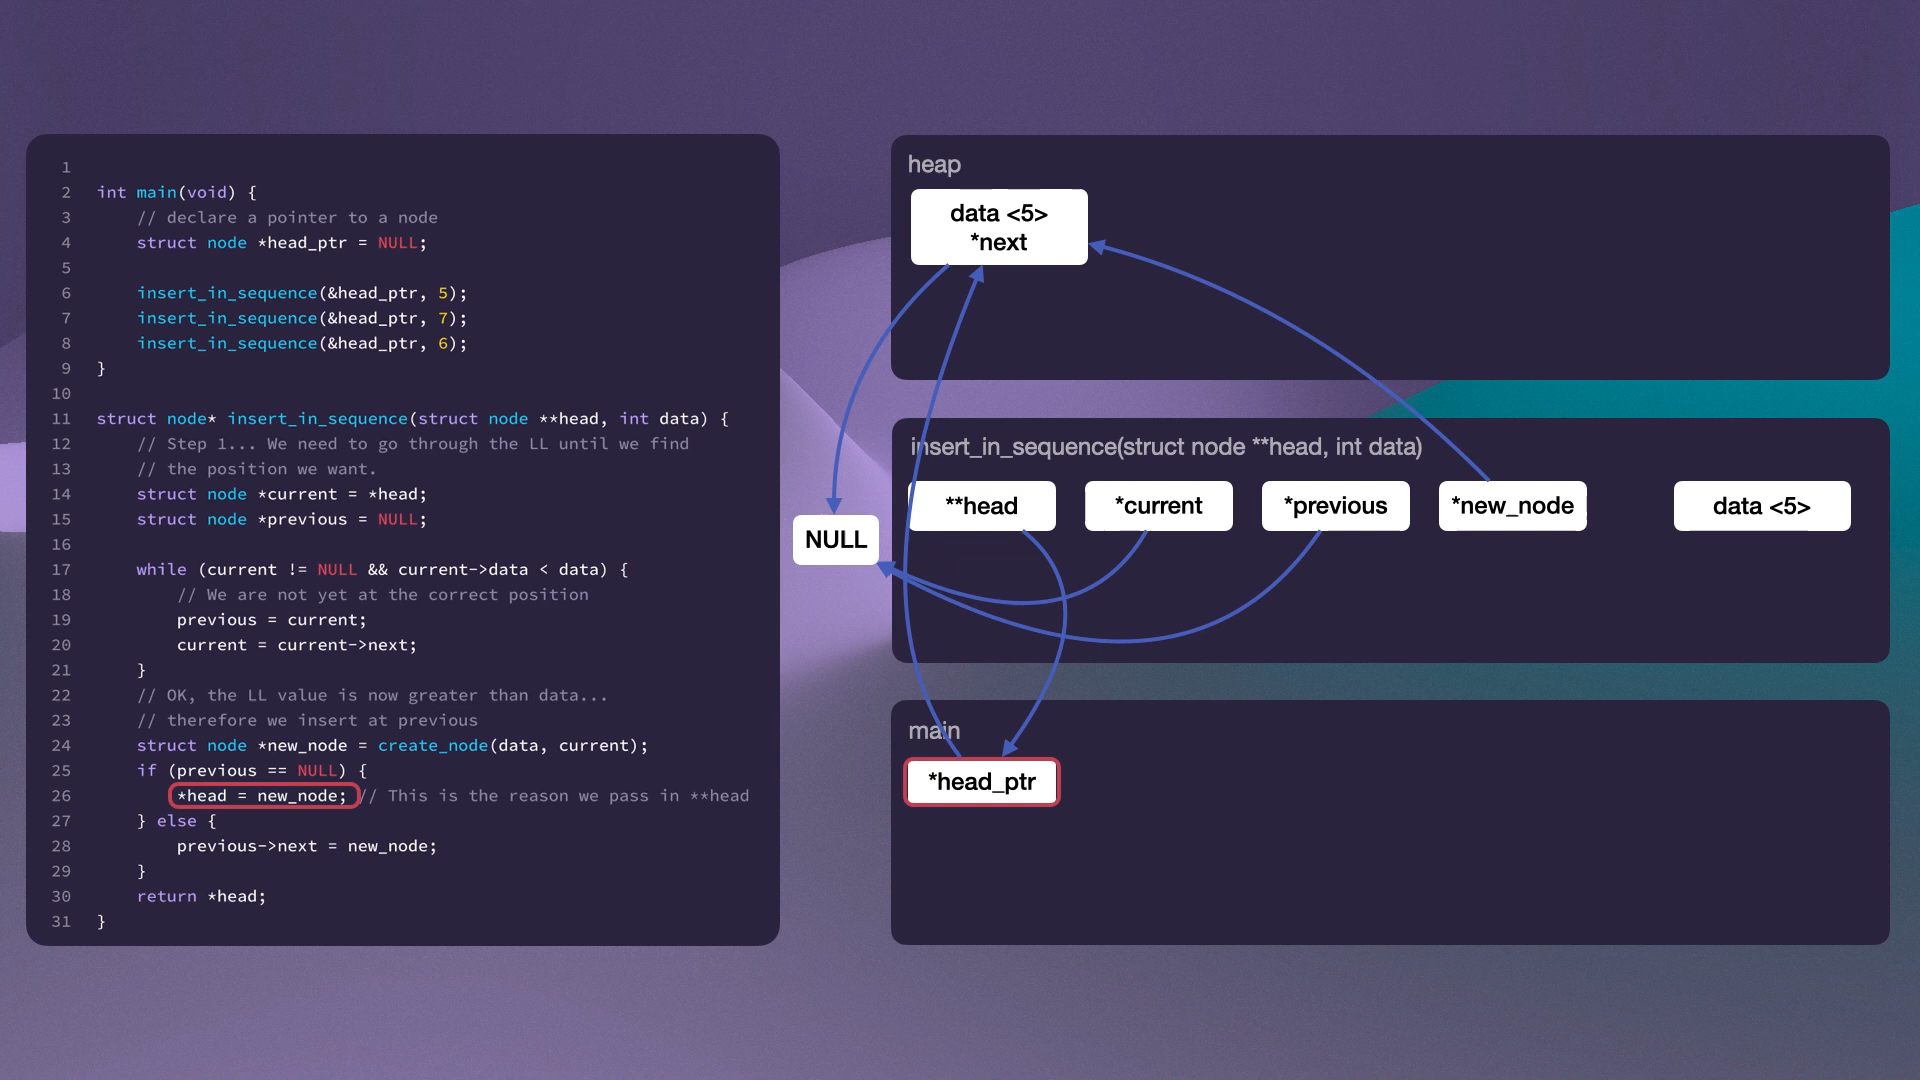 1
2 int main(void) {
3 // declare a pointer to a node
4 struct node *head_ptr = NULL;
5
6 insert_in_sequence(&head_ptr, 5);
7 insert_in_sequence(&head_ptr, 7);
8 insert_in_sequence(&head_ptr, 6);
9 }
10
11 struct node* insert_in_sequence(struct node **head, int data) {
12 // Step 1... We need to go through the LL until we find
13 // the position we want.
14 struct node *current = *head;
15 struct node *previous = NULL;
16
17 while (current != NULL && current->data < data) {
18 // We are not yet at the correct position
19 previous = current;
20 current = current->next;
21 }
22 // OK, the LL value is now greater than data...
23 // therefore we insert at previous
24 struct node *new_node = create_node(data, current);
25 if (previous == NULL) {
26 *head = new_node; // This is the reason we pass in **head
27 } else {
28 previous->next = new_node;
29 }
30 return *head;
31 }
heap
data <5>
*next
NULL
insert_in_sequence(struct node **head, int data)
**head
*current
*previous
*new_node
data <5>
main
*head_ptr